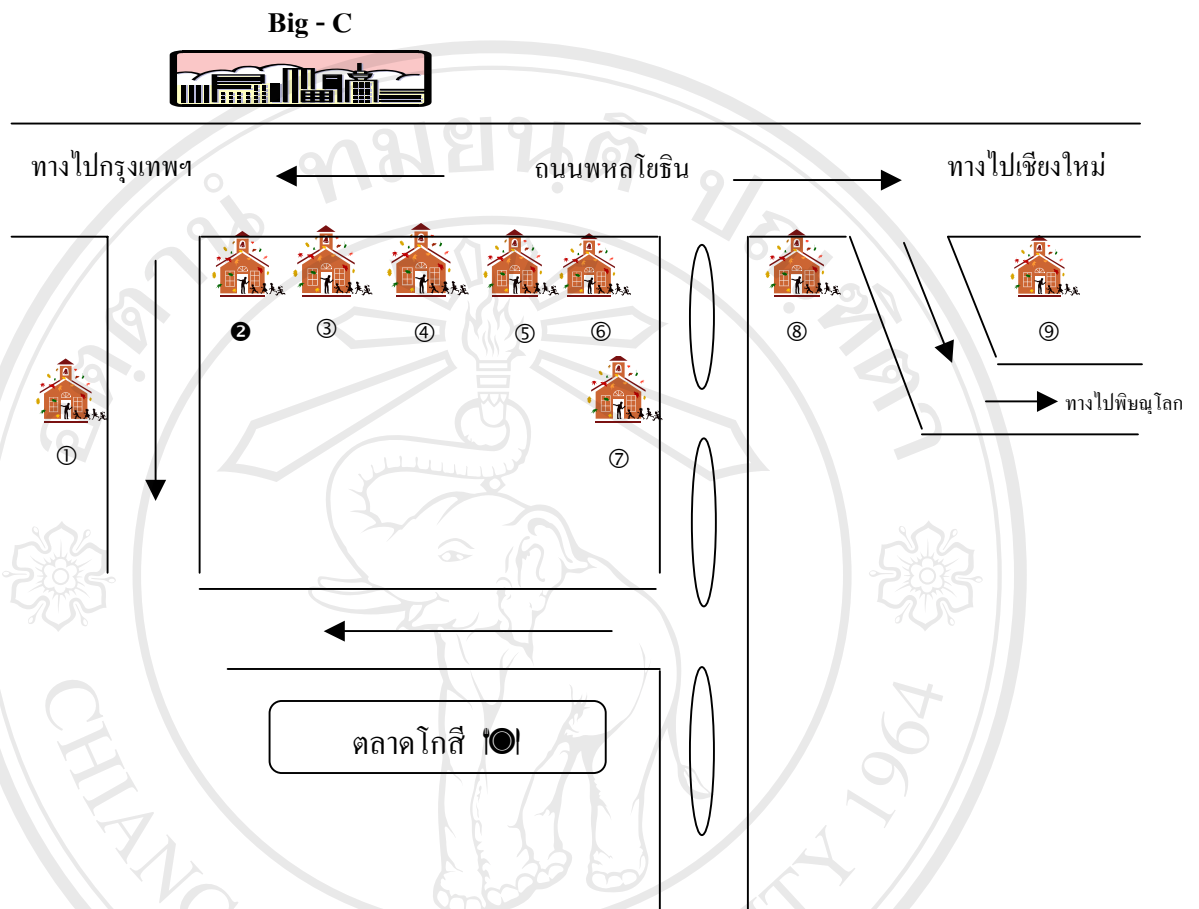 Big - C
ทางไปกรุงเทพฯ ถนนพหลโยธิน ทางไปเชียงใหม่
❷ ③ ④ ⑤ ⑥ ⑧ ⑨
ทางไปพิษณุโลก
① ⑦
ตลาดโกสี
CHIANG
TY 1964